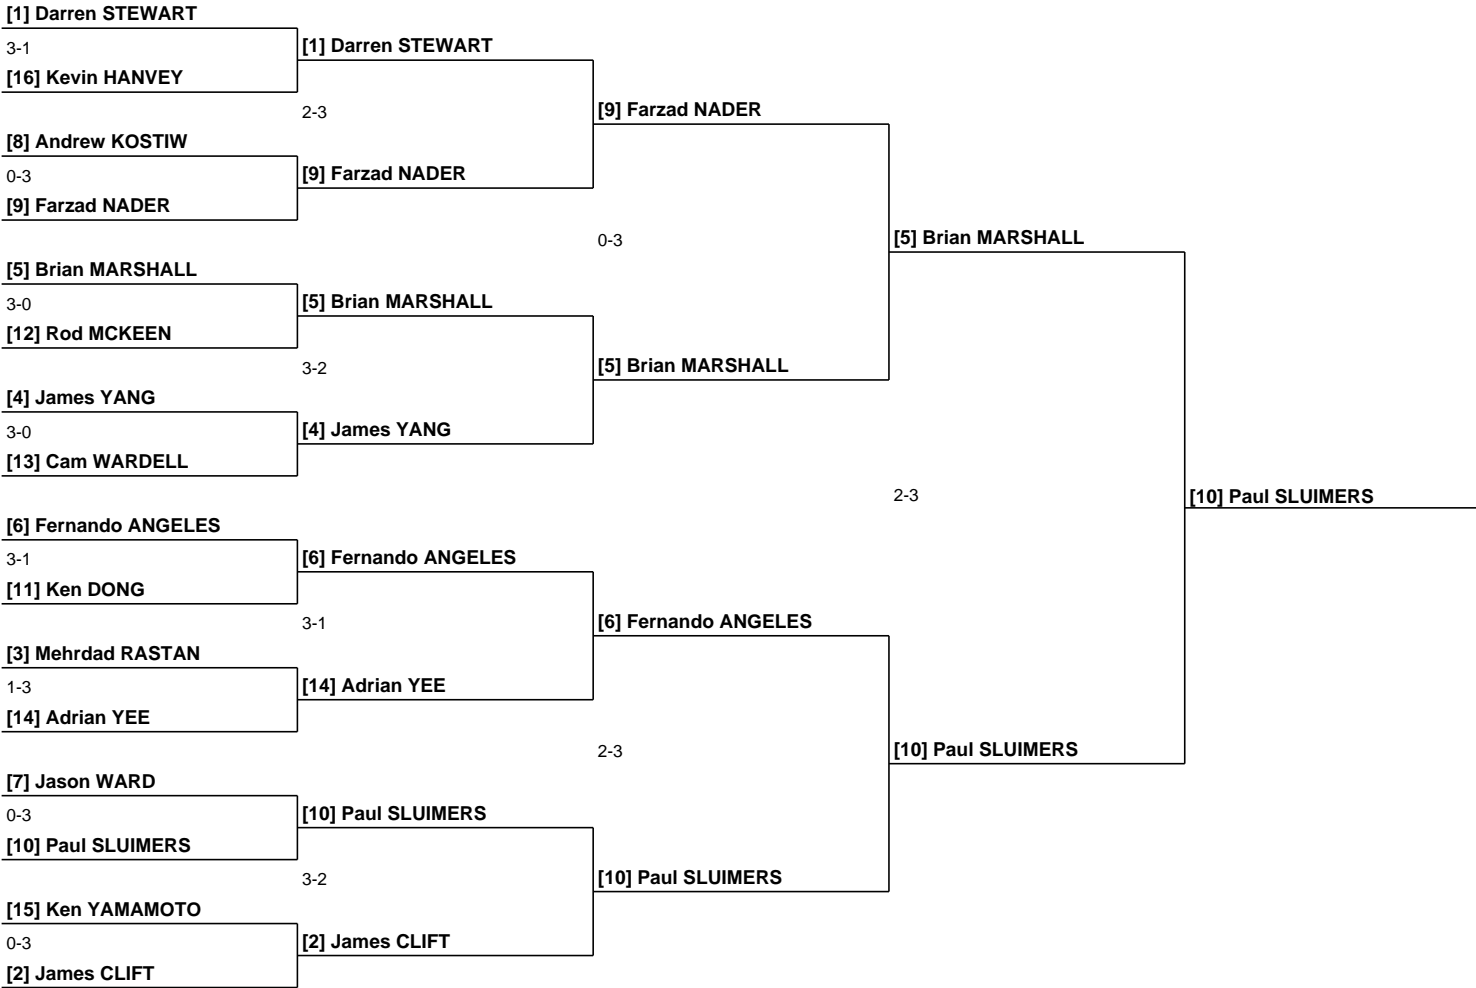 [1] Darren STEWART
3-1
[16] Kevin HANVEY
[8] Andrew KOSTIW
0-3
[9] Farzad NADER
[5] Brian MARSHALL
3-0
[12] Rod MCKEEN
[4] James YANG
3-0
[13] Cam WARDELL
[6] Fernando ANGELES
3-1
[11] Ken DONG
[3] Mehrdad RASTAN
1-3
[14] Adrian YEE
[7] Jason WARD
0-3
[10] Paul SLUIMERS
[15] Ken YAMAMOTO
0-3
[2] James CLIFT
[1] Darren STEWART
2-3
[9] Farzad NADER
[5] Brian MARSHALL
3-2
[4] James YANG
[6] Fernando ANGELES
3-1
[14] Adrian YEE
[10] Paul SLUIMERS
3-2
[2] James CLIFT
[9] Farzad NADER
0-3
[5] Brian MARSHALL
[6] Fernando ANGELES
2-3
[10] Paul SLUIMERS
[5] Brian MARSHALL
2-3
[10] Paul SLUIMERS
[10] Paul SLUIMERS